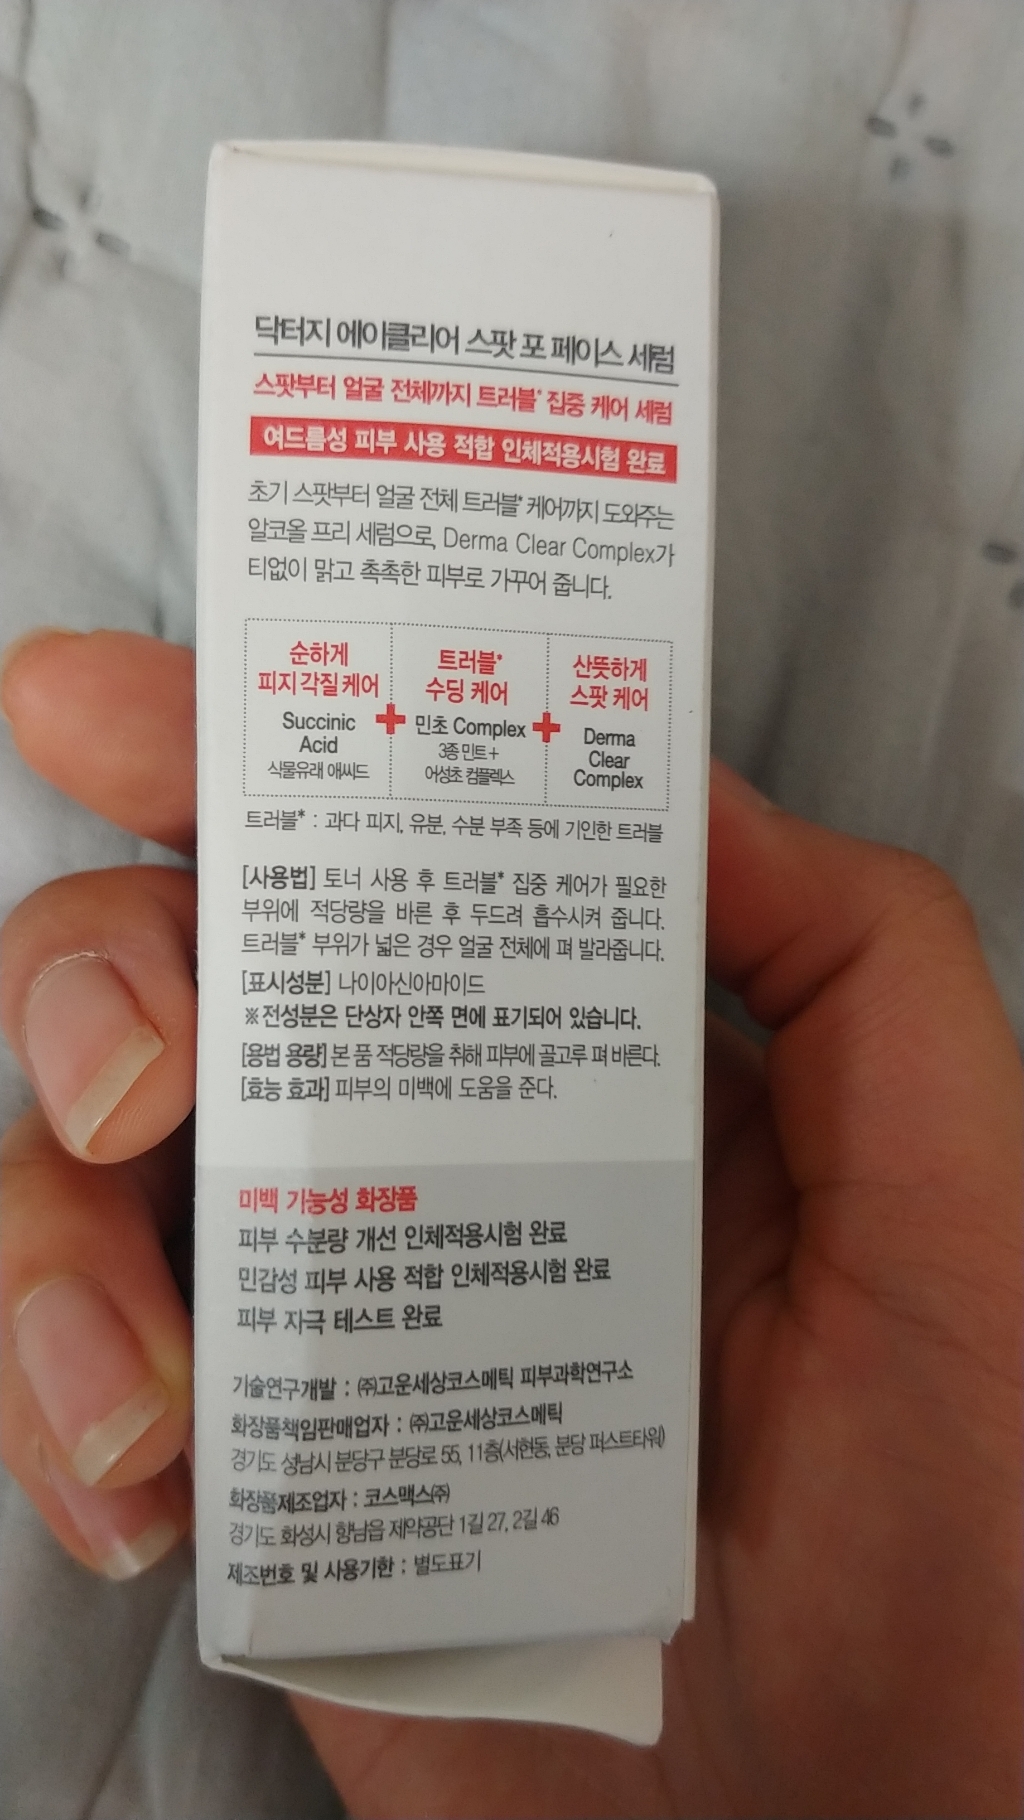 닥터지 에이클리어 스팟 포 페이스 세럼
스팟부터 얼굴 전체까지 트러블* 집중 케어 세럼
여드름성 피부 사용 적합 인체적용시험 완료
초기 스팟부터 얼굴 전체 트러블* 케어까지 도와주는
알코올 프리 세럼으로, Derma Clear Complex가
티없이 맑고 촉촉한 피부로 가꾸어 줍니다.
순하게
피지 각질 케어
Succinic
Acid
식물유래 애씨드
+
트러블*
수딩 케어
민초 Complex
3종 민트+
어성초 컴플렉스
+
산뜻하게
스팟 케어
Derma
Clear
Complex
트러블* : 과다 피지, 유분, 수분 부족 등에 기인한 트러블
[사용법] 토너 사용 후 트러블* 집중 케어가 필요한
부위에 적당량을 바른 후 두드려 흡수시켜 줍니다.
트러블* 부위가 넓은 경우 얼굴 전체에 펴 발라줍니다.
[표시성분] 나이아신아마이드
※전성분은 단상자 안쪽 면에 표기되어 있습니다.
[용법 용량] 본 품 적당량을 취해 피부에 골고루 펴 바른다.
[효능 효과] 피부의 미백에 도움을 준다.
미백 기능성 화장품
피부 수분량 개선 인체적용시험 완료
민감성 피부 사용 적합 인체적용시험 완료
피부 자극 테스트 완료
기술연구개발 : ㈜고운세상코스메틱 피부과학연구소
화장품책임판매업자 : ㈜고운세상코스메틱
경기도 성남시 분당구 분당로 55, 11층(서현동, 분당 퍼스트타워)
화장품제조업자 : 코스맥스㈜
경기도 화성시 향남읍 제약공단 1길 27, 2길 46
제조번호 및 사용기한 : 별도표기